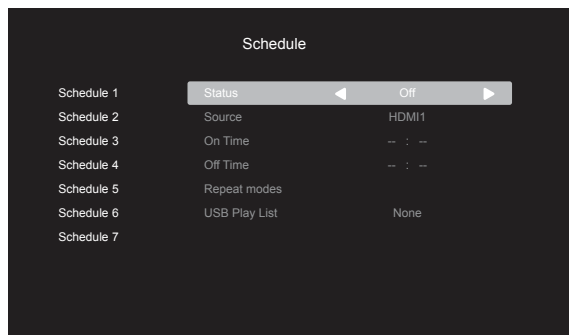 Schedule
Schedule 1 Status Off
Schedule 2 Source HDMI1
Schedule 3 On Time -- : --
Schedule 4 Off Time -- : --
Schedule 5 Repeat modes
Schedule 6 USB Play List None
Schedule 7